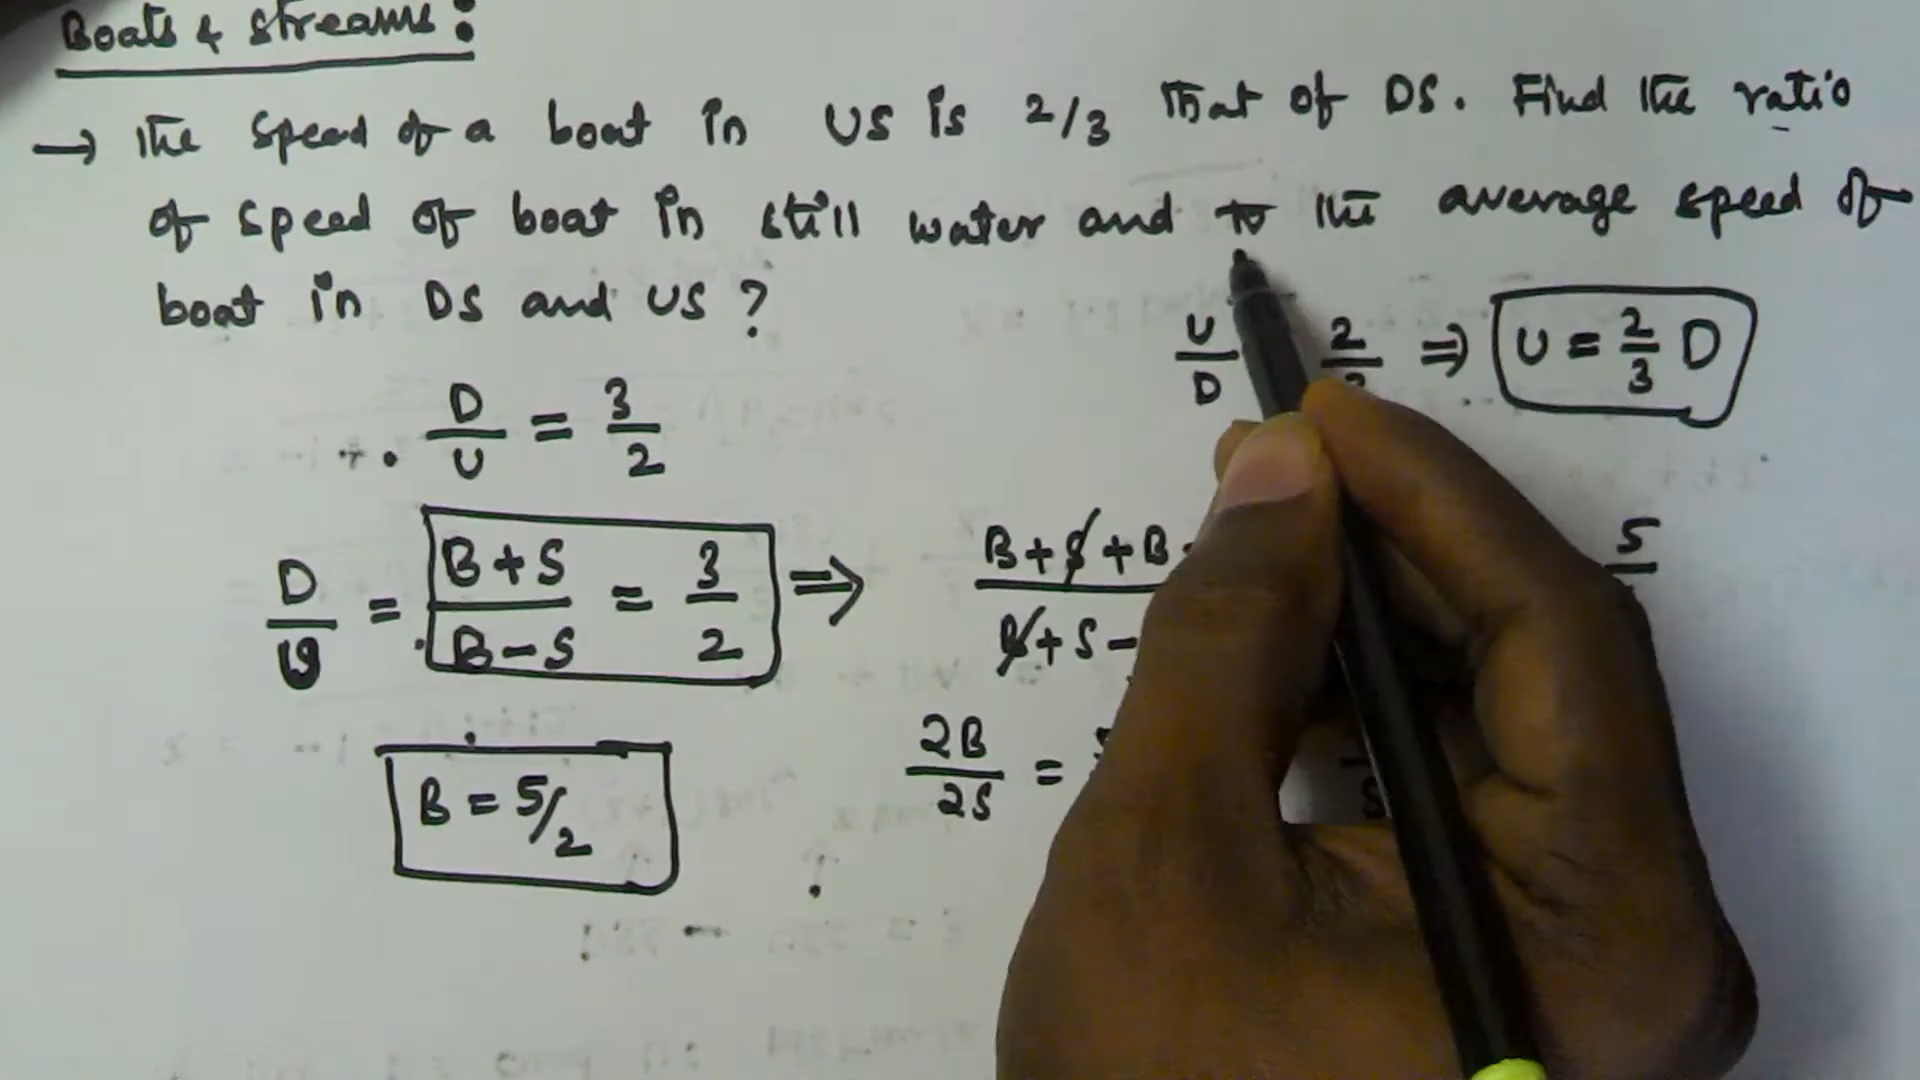 Boats & Streams:
→ The speed of a boat in US is 2/3 that of DS. Find the ratio
of speed of boat in still water and to the average speed of
boat in DS and US?
U/D 2/ ⇒ U = 2/3 D
D/U = 3/2
D/U = B+S/B-S = 3/2 ⇒ B+S+B / B+S- 5
2B/2S =
B = 5/2